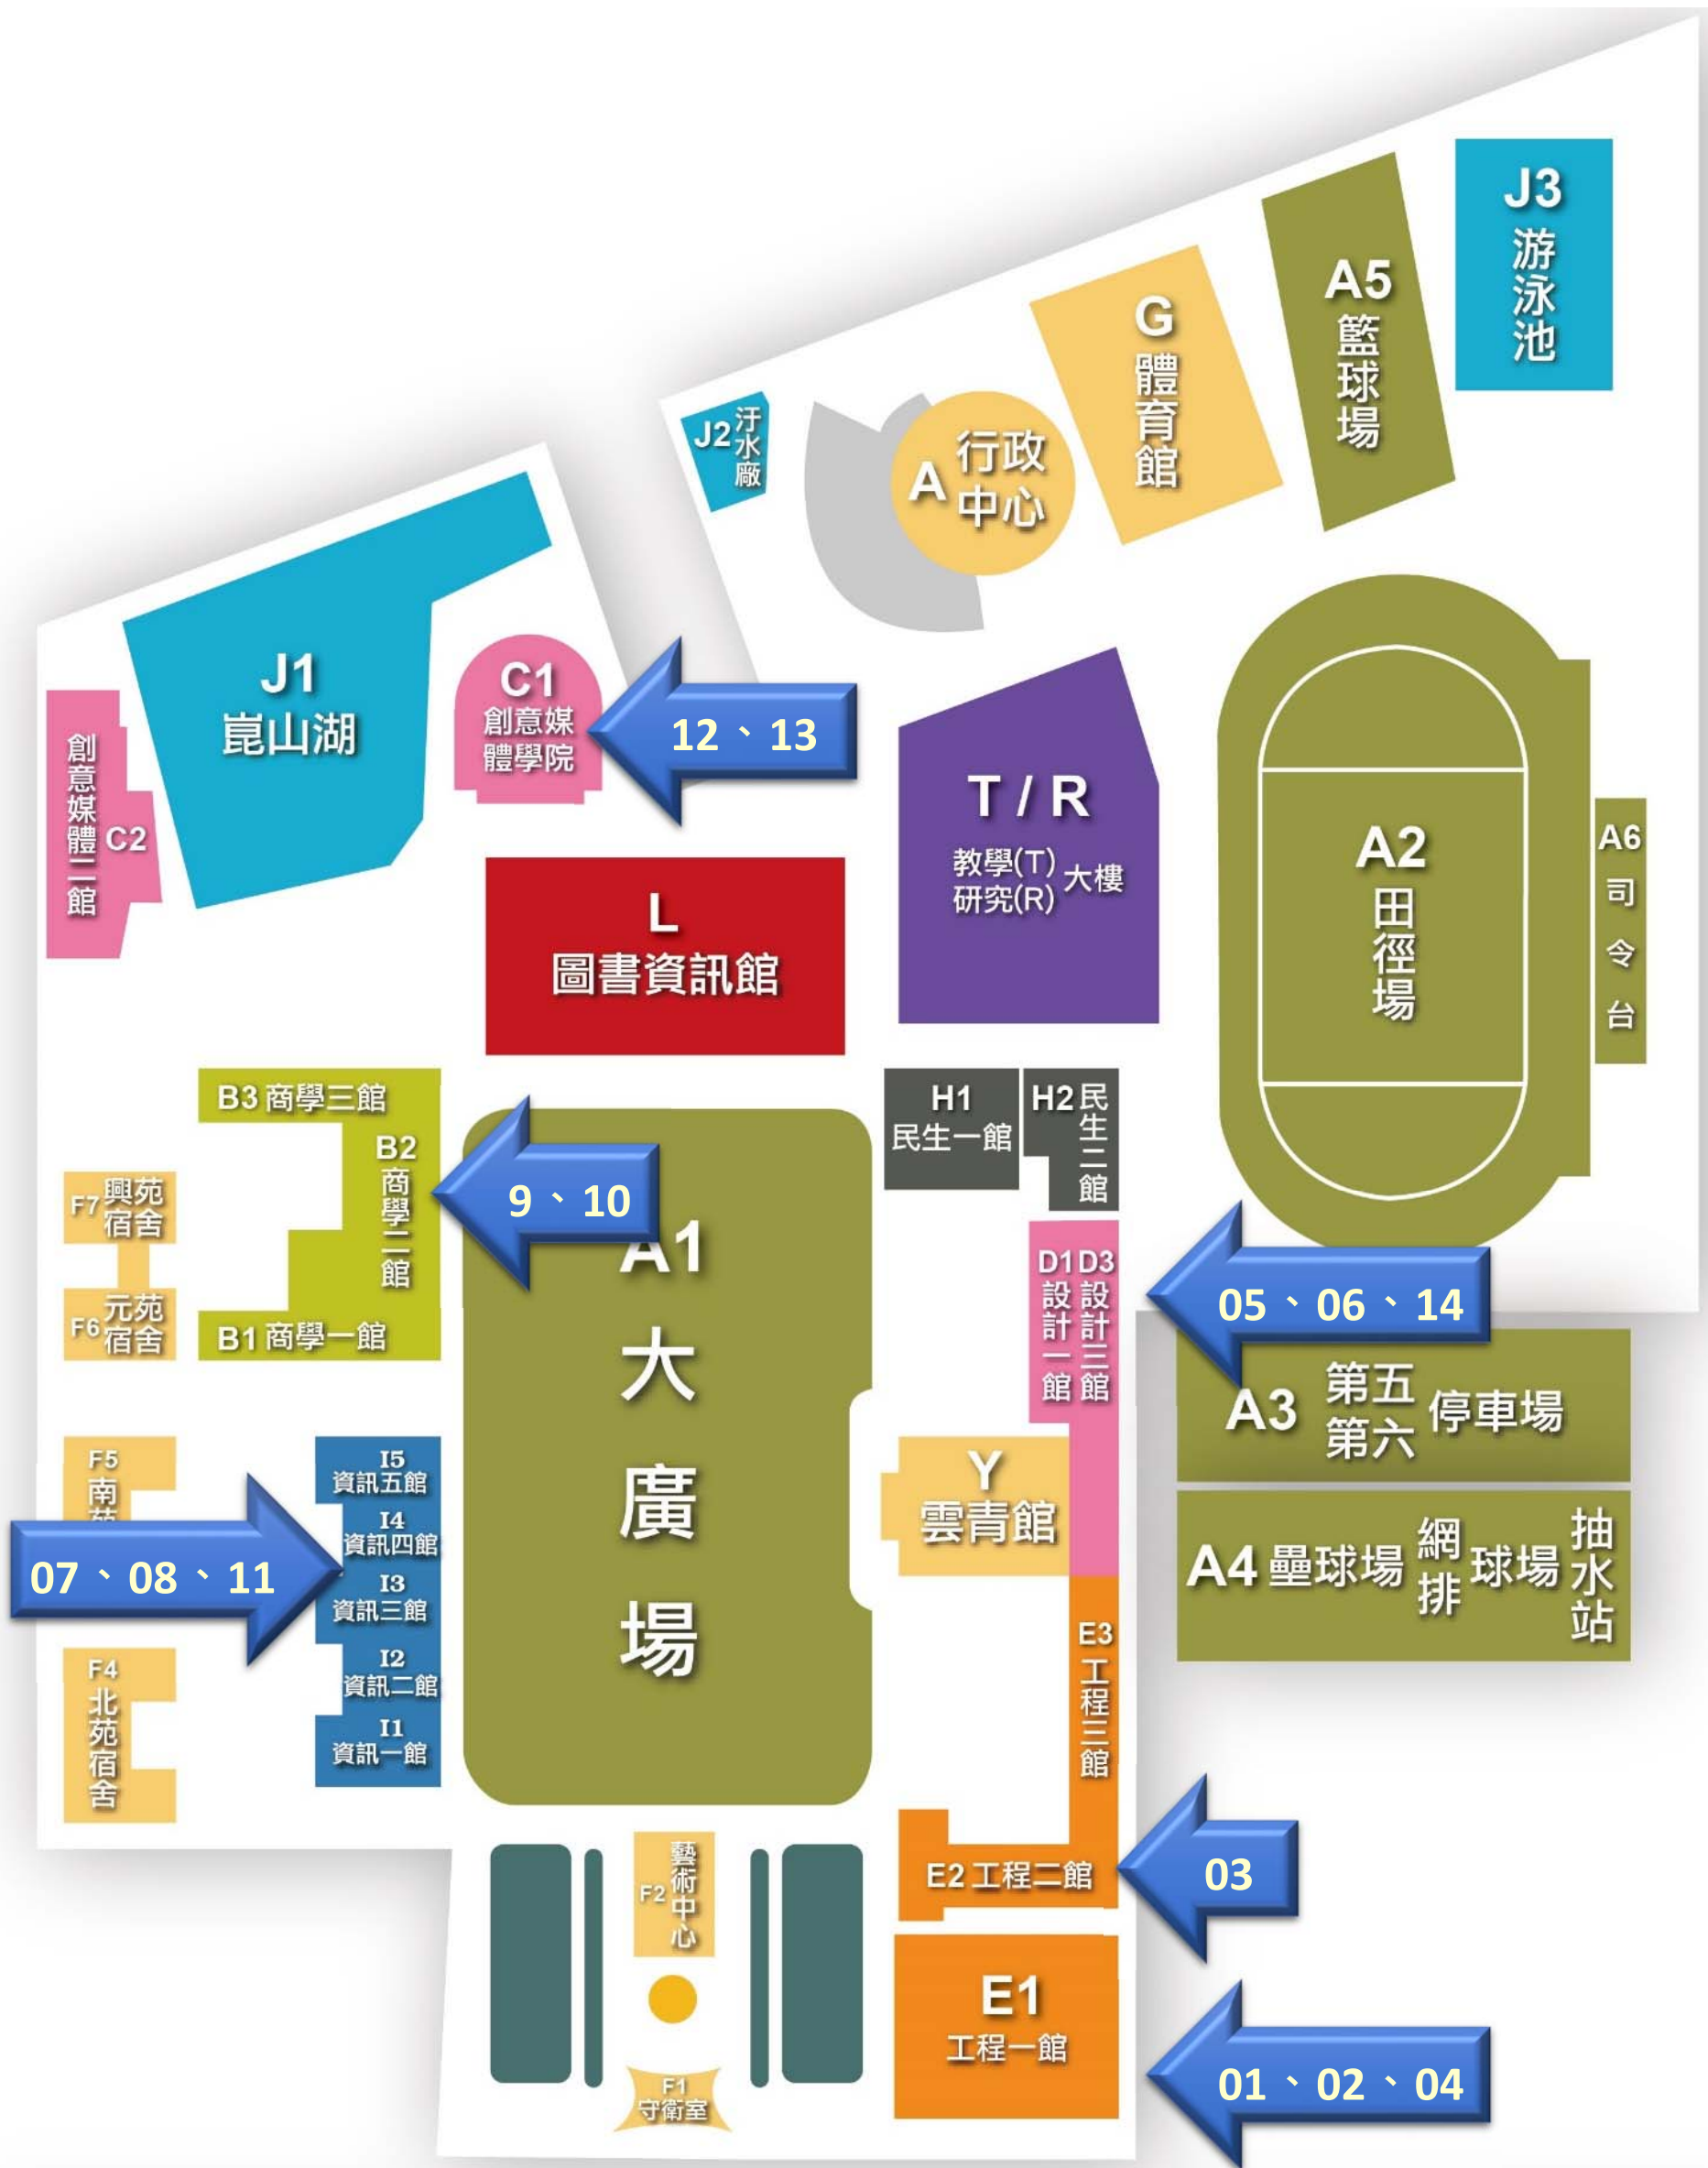 J3
游泳池
A5
籃球場
G
體育館
A
行政
中心
J2
汙水廠
J1
崑山湖
C1
創意媒
體學院
12、13
創意媒體二館
C2
T / R
教學(T)
研究(R)
大樓
A2
田徑場
A6
司令台
L
圖書資訊館
B3 商學三館
B2
商學二館
B1 商學一館
9、10
H1
民生一館
H2
民生二館
F7
興苑
宿舍
F6
元苑
宿舍
A1
大廣場
D1
設計一館
D3
設計三館
05、06、14
A3
第五
第六
停車場
F5
南
I5
資訊五館
I4
資訊四館
I3
資訊三館
I2
資訊二館
I1
資訊一館
07、08、11
Y
雲青館
A4
壘球場
網
排
球場
抽水站
E3
工程三館
F4
北苑宿舍
E2 工程二館
03
F2
藝術中心
E1
工程一館
01、02、04
F1
守衛室